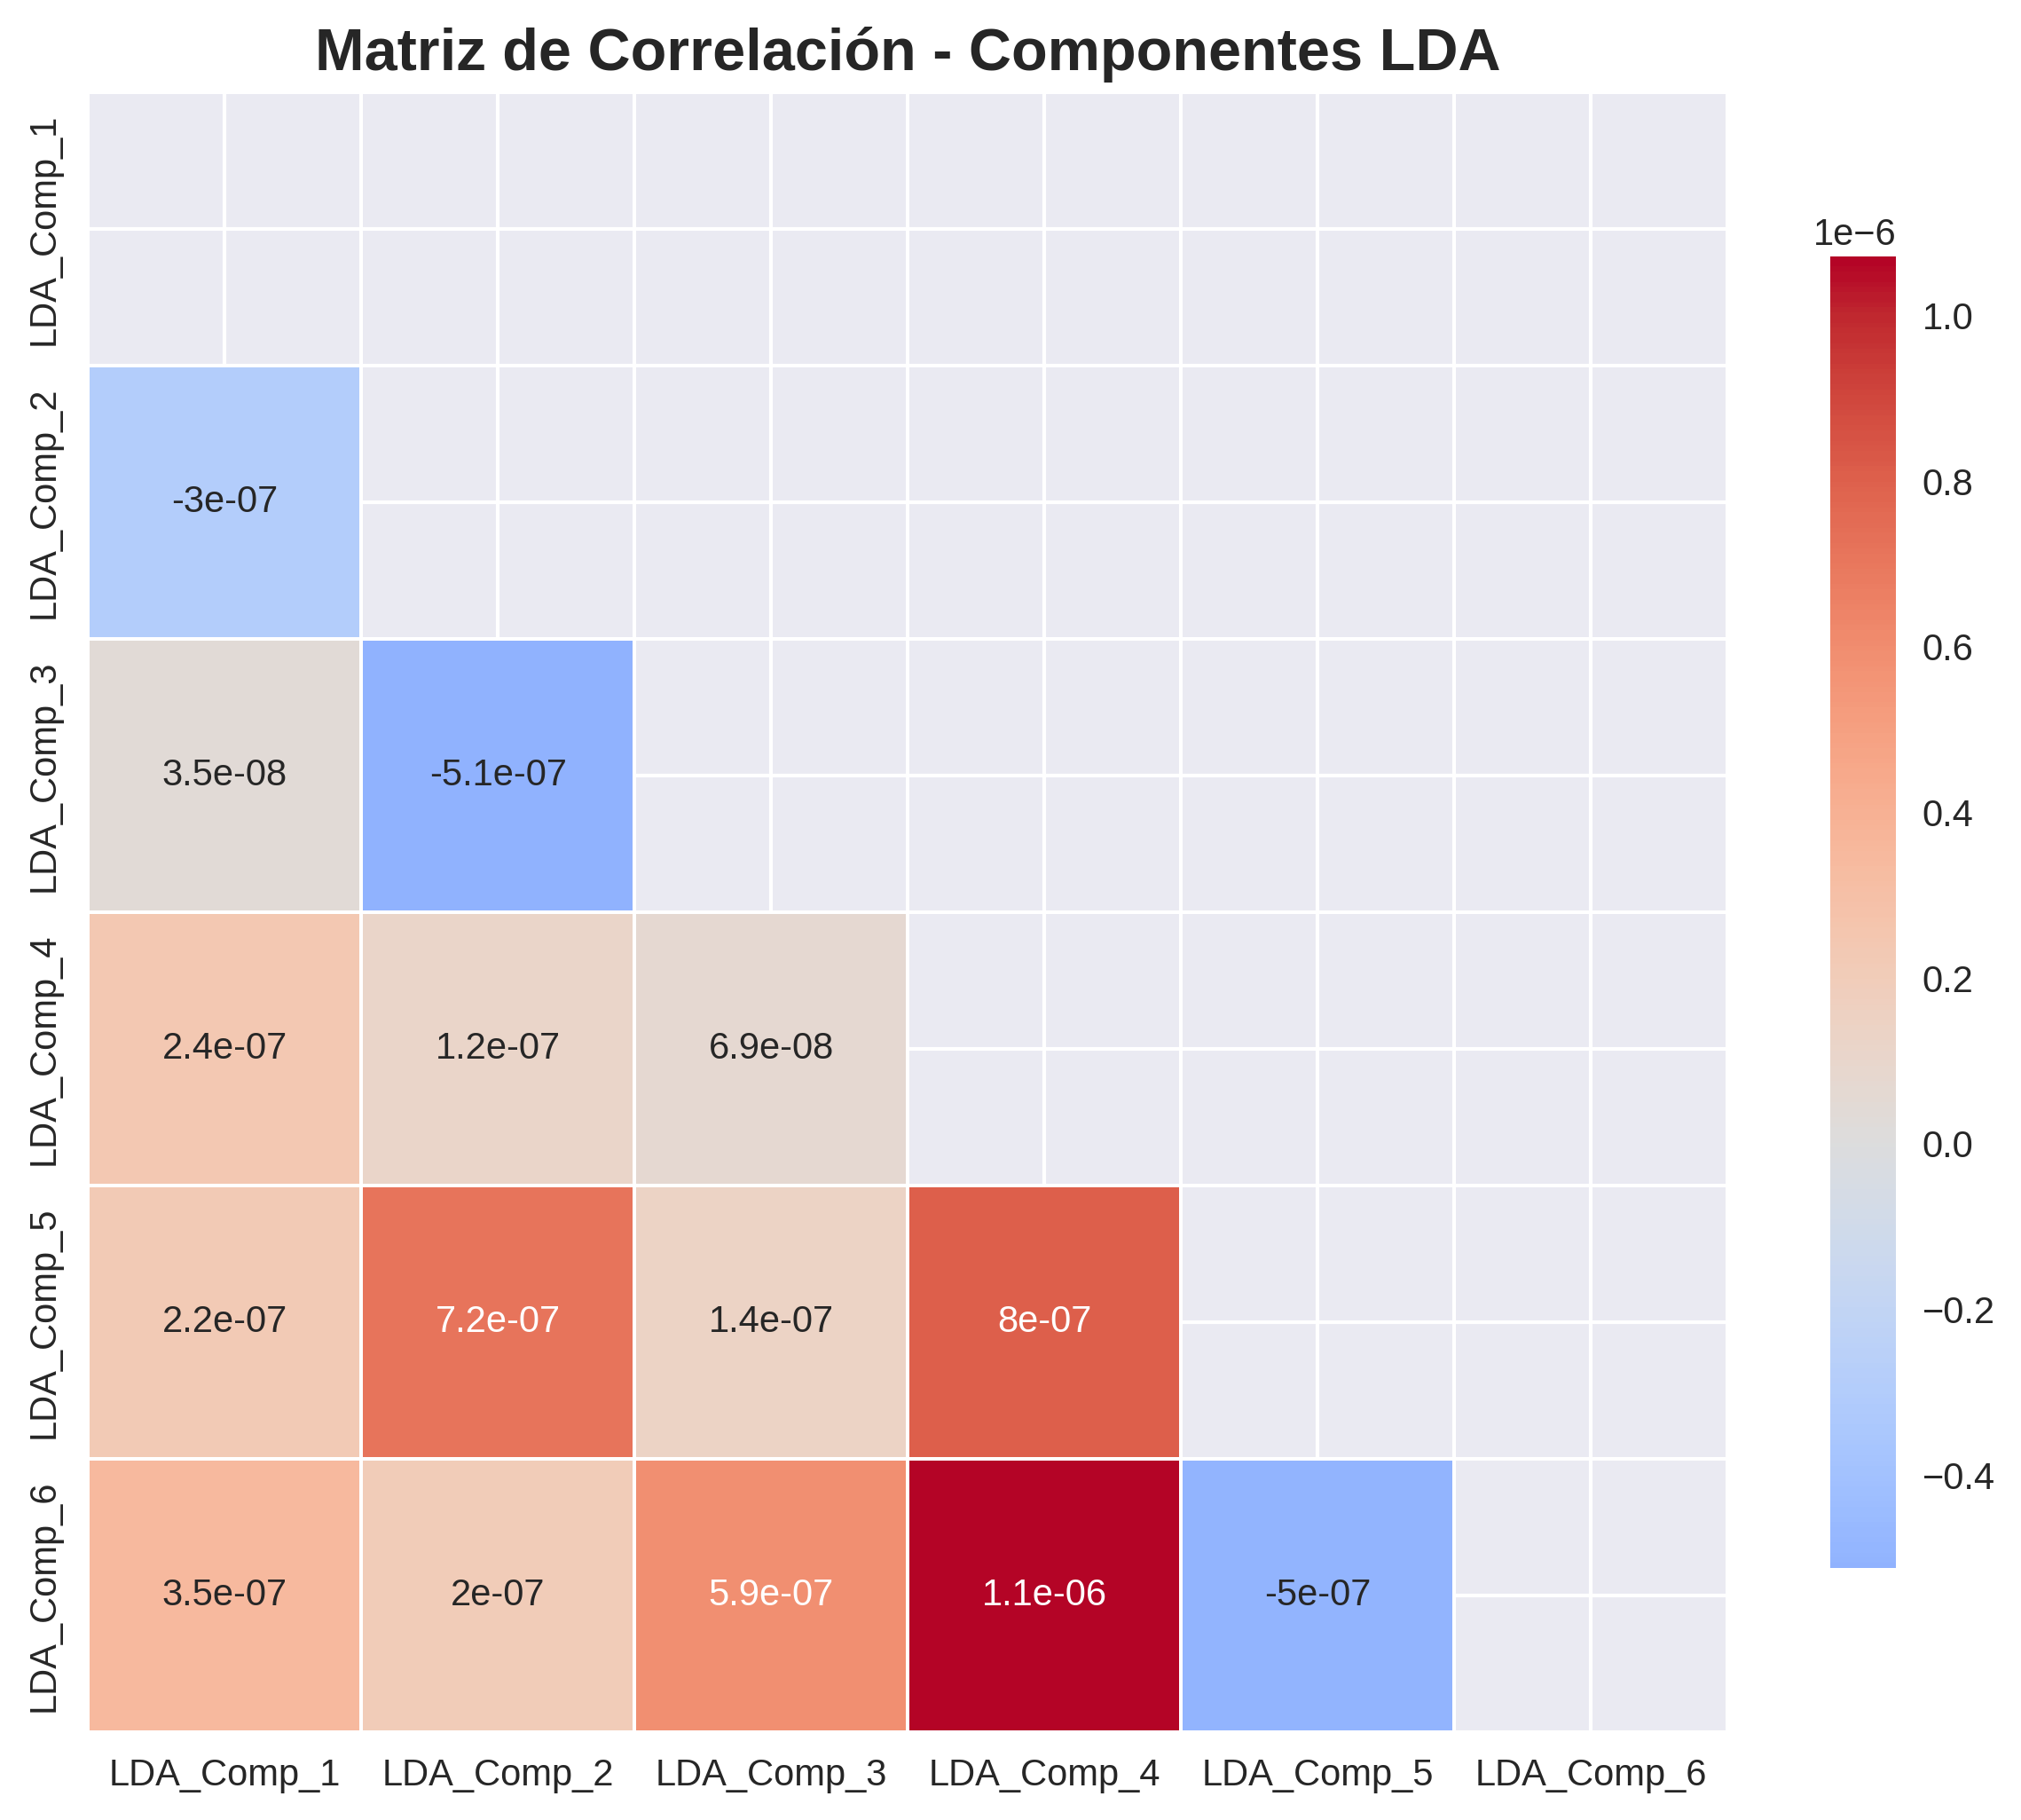 Matriz de Correlación - Componentes LDA
LDA_Comp_1
LDA_Comp_2
-3e-07
LDA_Comp_3
3.5e-08 -5.1e-07
LDA_Comp_4
2.4e-07 1.2e-07 6.9e-08
LDA_Comp_5
2.2e-07 7.2e-07 1.4e-07 8e-07
LDA_Comp_6
3.5e-07 2e-07 5.9e-07 1.1e-06 -5e-07
LDA_Comp_1 LDA_Comp_2 LDA_Comp_3 LDA_Comp_4 LDA_Comp_5 LDA_Comp_6
1e−6
1.0
0.8
0.6
0.4
0.2
0.0
−0.2
−0.4